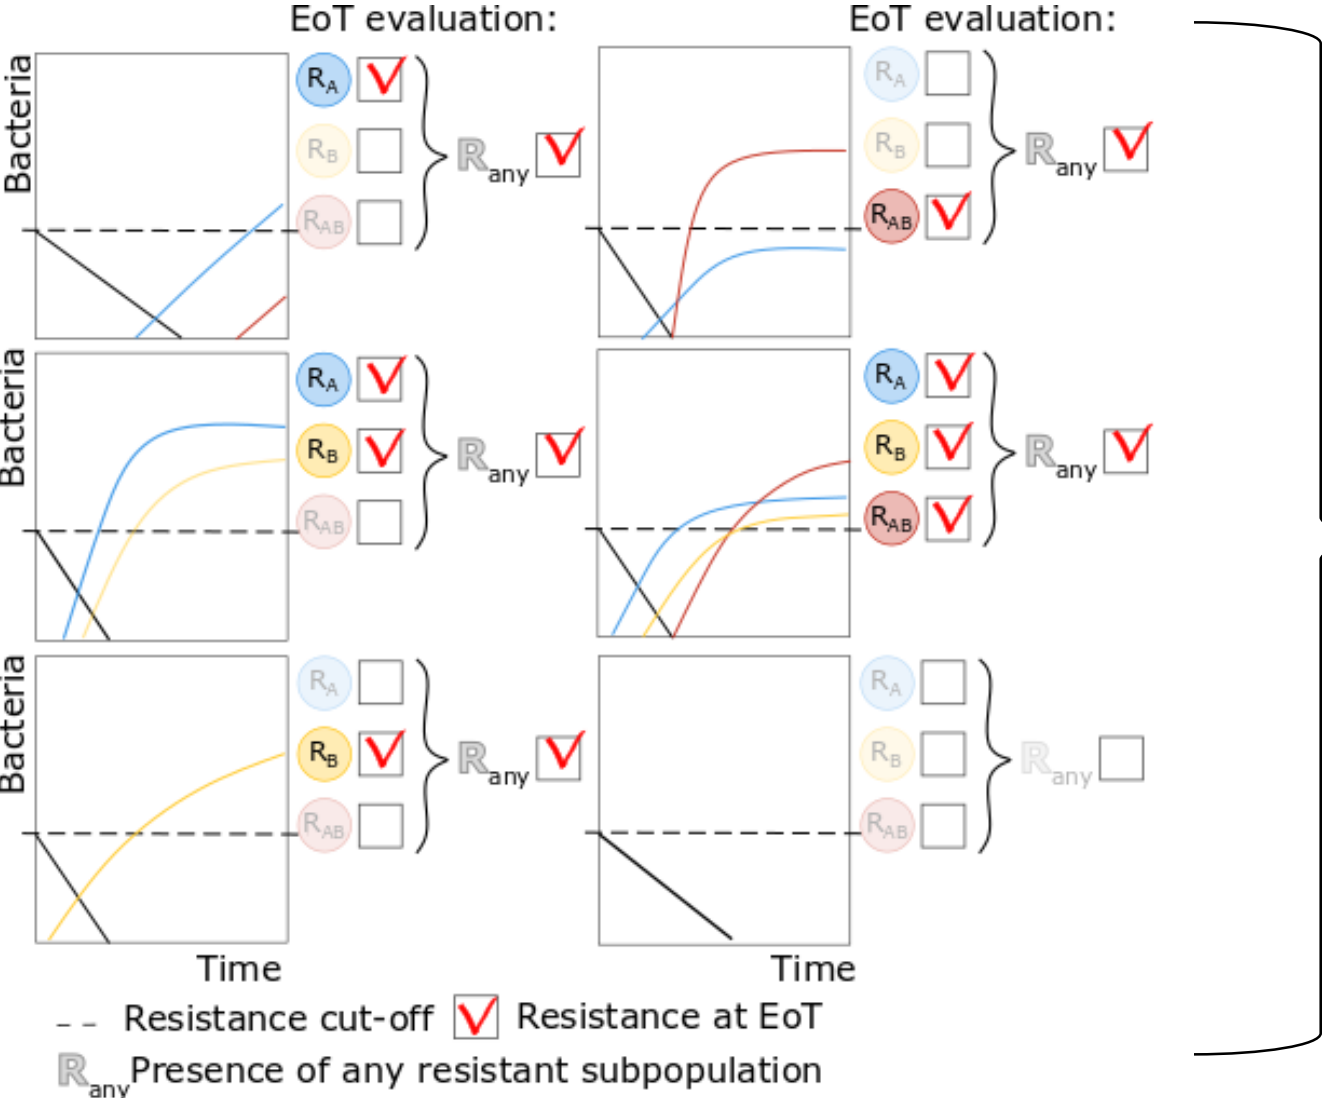 EoT evaluation:
EoT evaluation:
Bacteria
RA
RB
RAB
Rany
RA
RB
RAB
Rany
Bacteria
RA
RB
RAB
Rany
RA
RB
RAB
Rany
Bacteria
RA
RB
RAB
Rany
RA
RB
RAB
Rany
Time
Time
Resistance cut-off
Resistance at EoT
Rany Presence of any resistant subpopulation